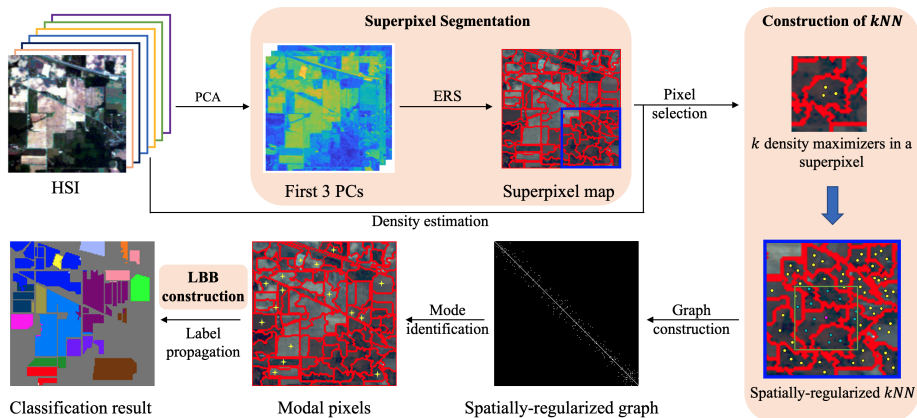 Superpixel Segmentation
Construction of kNN
PCA
ERS
Pixel
selection
k density maximizers in a
superpixel
HSI
First 3 PCs
Superpixel map
Density estimation
LBB
construction
Label
propagation
Mode
identification
Graph
construction
Classification result
Modal pixels
Spatially-regularized graph
Spatially-regularized kNN